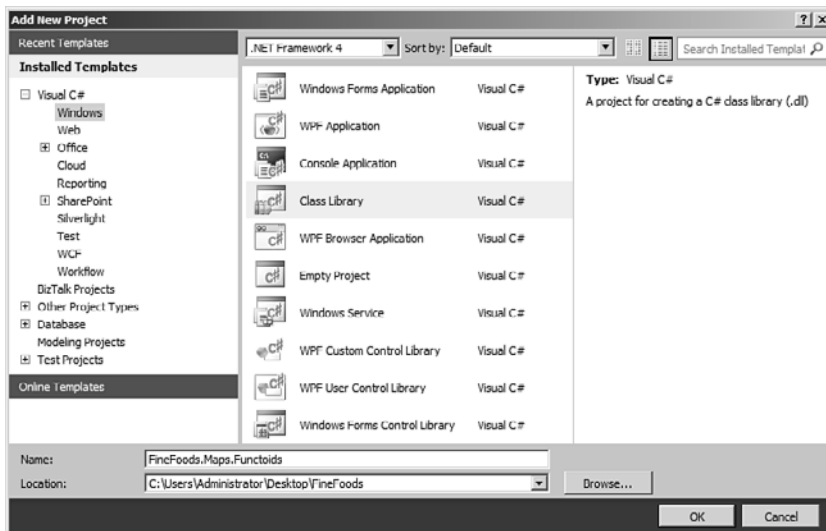 Add New Project
Recent Templates
Installed Templates
Visual C#
Windows
Web
Office
Cloud
Reporting
SharePoint
Silverlight
Test
WCF
Workflow
BizTalk Projects
Other Project Types
Database
Modeling Projects
Test Projects
Online Templates
.NET Framework 4
Sort by: Default
Search Installed Templat
Windows Forms Application Visual C#
WPF Application Visual C#
Console Application Visual C#
Class Library Visual C#
WPF Browser Application Visual C#
Empty Project Visual C#
Windows Service Visual C#
WPF Custom Control Library Visual C#
WPF User Control Library Visual C#
Windows Forms Control Library Visual C#
Type: Visual C#
A project for creating a C# class library (.dl)
Name: FineFoods.Maps.Functoids
Location: C:\Users\Administrator\Desktop\FineFoods
Browse...
OK Cancel